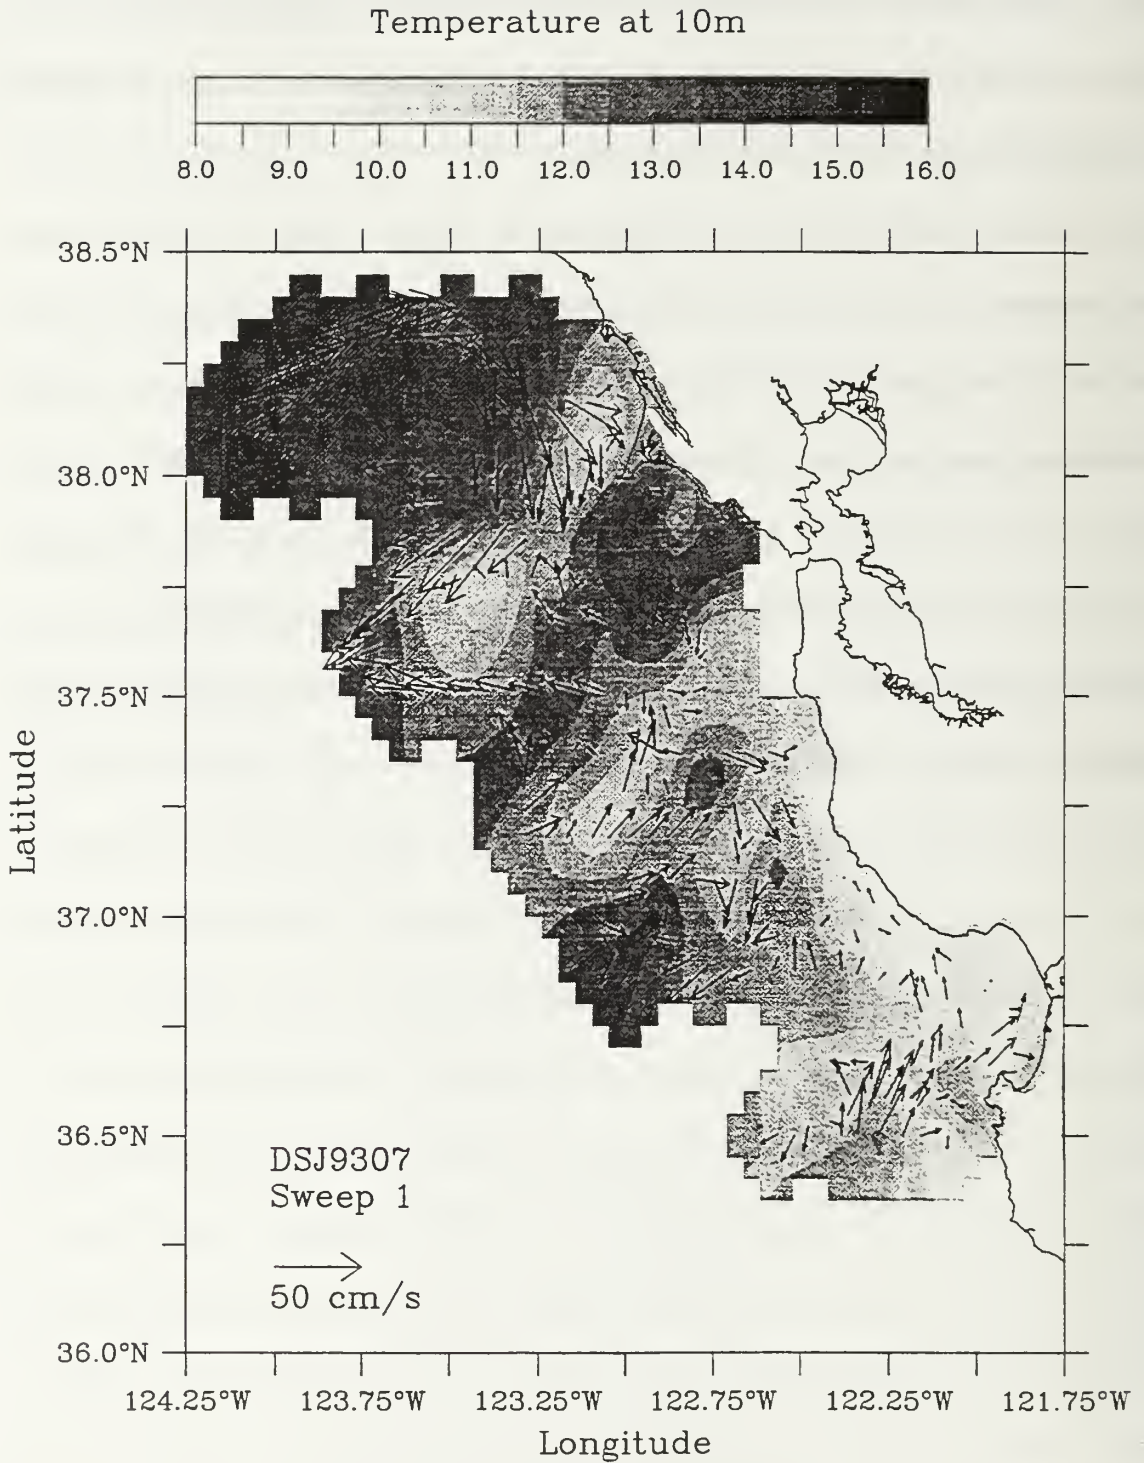 Temperature at 10m
8.0 9.0 10.0 11.0 12.0 13.0 14.0 15.0 16.0
38.5°N
38.0°N
37.5°N
37.0°N
36.5°N
36.0°N
Latitude
DSJ9307
Sweep 1
50 cm/s
124.25°W 123.75°W 123.25°W 122.75°W 122.25°W 121.75°W
Longitude